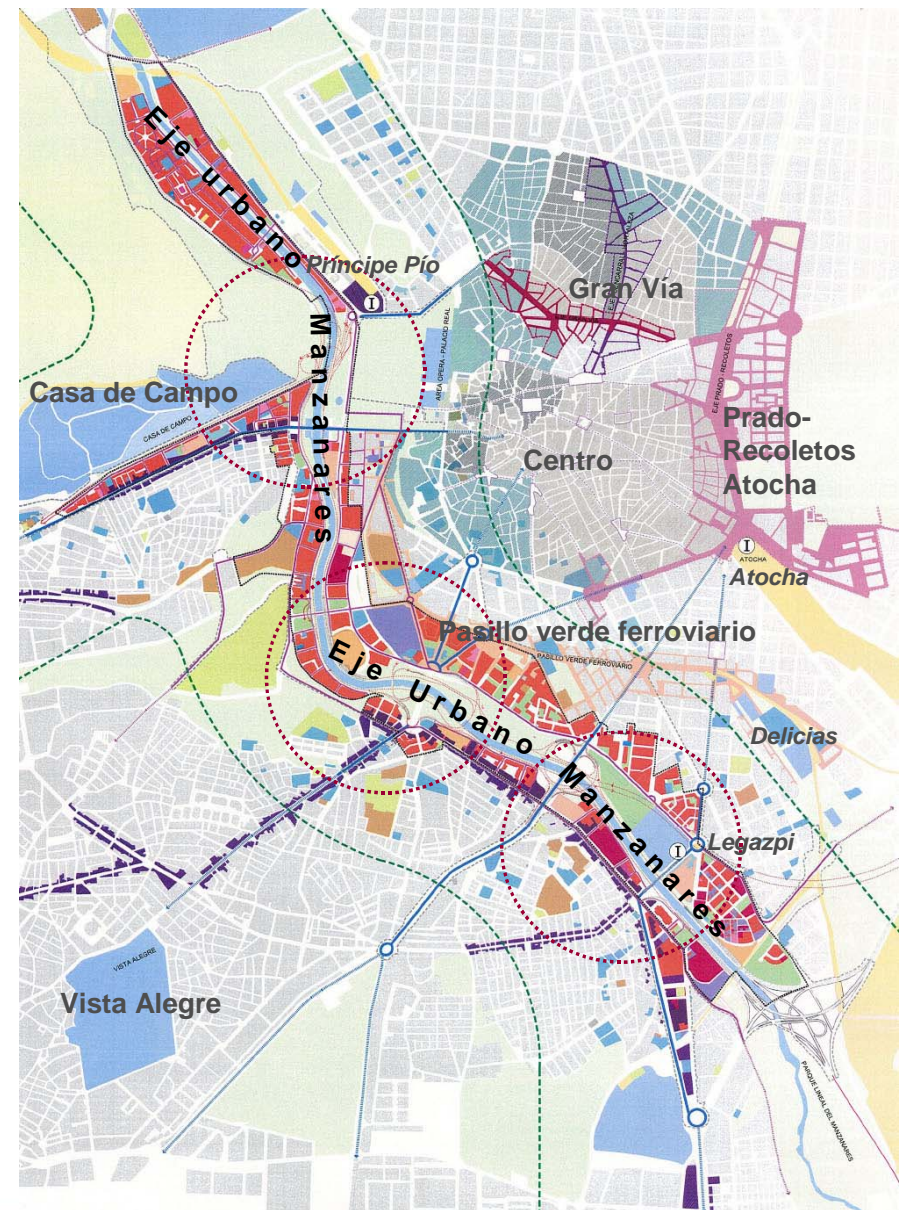 Eje urbano
Manzanares
Príncipe Pío
I
Gran Vía
AREA OPERA - PALACIO REAL
EJE PRADO - RECOLETOS
Casa de Campo
CASA DE CAMPO
Prado-
Recoletos
Atocha
Centro
I
ATOCHA
Atocha
Pasillo verde ferroviario
PASILLO VERDE FERROVIARIO
Eje Urbano
Manzanares
Delicias
Legazpi
I
VISTA ALEGRE
Vista Alegre
PARQUE LINEAL DEL MANZANARES